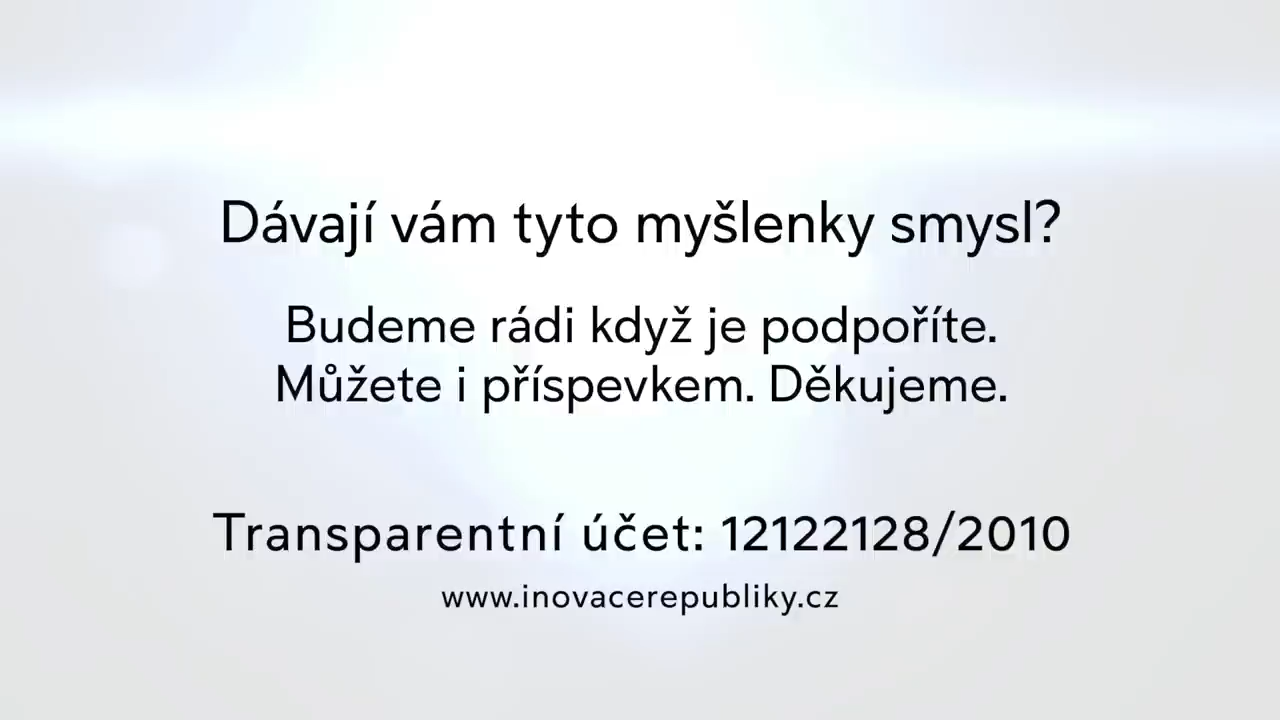 Dávají vám tyto myšlenky smysl?
Budeme rádi když je podpoříte.
Můžete i příspevkem. Děkujeme.
Transparentní účet: 12122128/2010
www.inovacerepubliky.cz